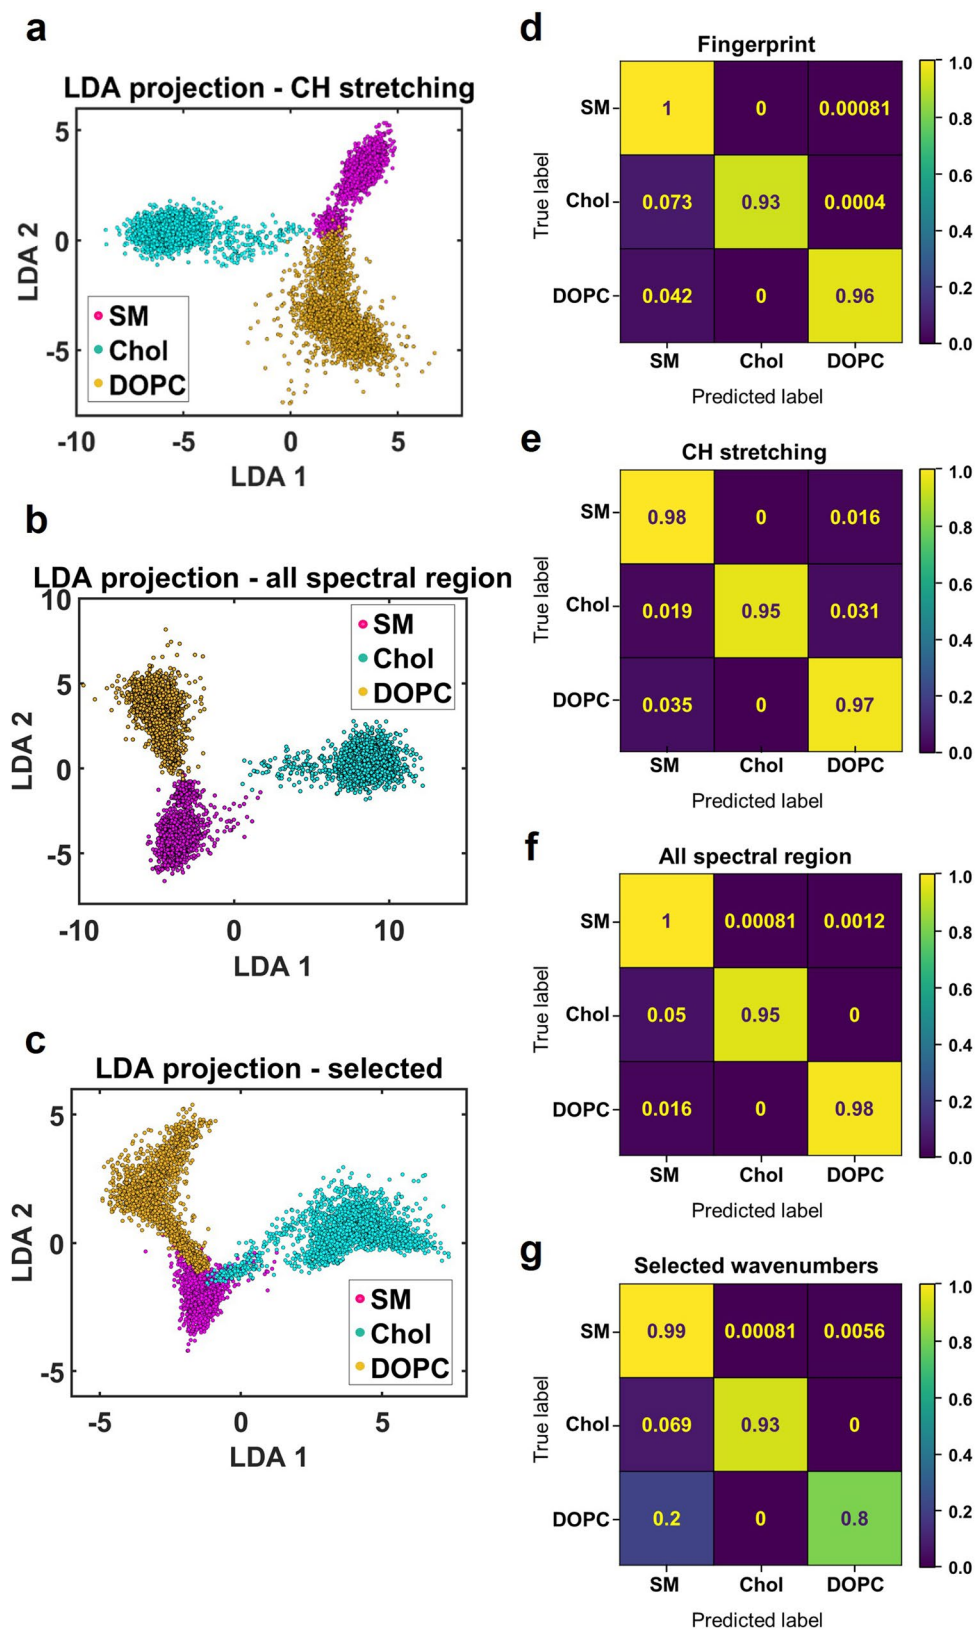 a
LDA projection - CH stretching
5
0
-5
LDA 2
SM
Chol
DOPC
-10 -5 0 5
LDA 1
b
LDA projection - all spectral region
10
5
0
-5
-10
LDA 2
SM
Chol
DOPC
0 10
LDA 1
c
LDA projection - selected
5
0
-5
LDA 2
SM
Chol
DOPC
-5 0 5
LDA 1
d
Fingerprint
True label
SM 1 0 0.00081
Chol 0.073 0.93 0.0004
DOPC 0.042 0 0.96
SM Chol DOPC
Predicted label
1.0
0.8
0.6
0.4
0.2
0.0
e
CH stretching
True label
SM 0.98 0 0.016
Chol 0.019 0.95 0.031
DOPC 0.035 0 0.97
SM Chol DOPC
Predicted label
1.0
0.8
0.6
0.4
0.2
0.0
f
All spectral region
True label
SM 1 0.00081 0.0012
Chol 0.05 0.95 0
DOPC 0.016 0 0.98
SM Chol DOPC
Predicted label
1.0
0.8
0.6
0.4
0.2
0.0
g
Selected wavenumbers
True label
SM 0.99 0.00081 0.0056
Chol 0.069 0.93 0
DOPC 0.2 0 0.8
SM Chol DOPC
Predicted label
1.0
0.8
0.6
0.4
0.2
0.0